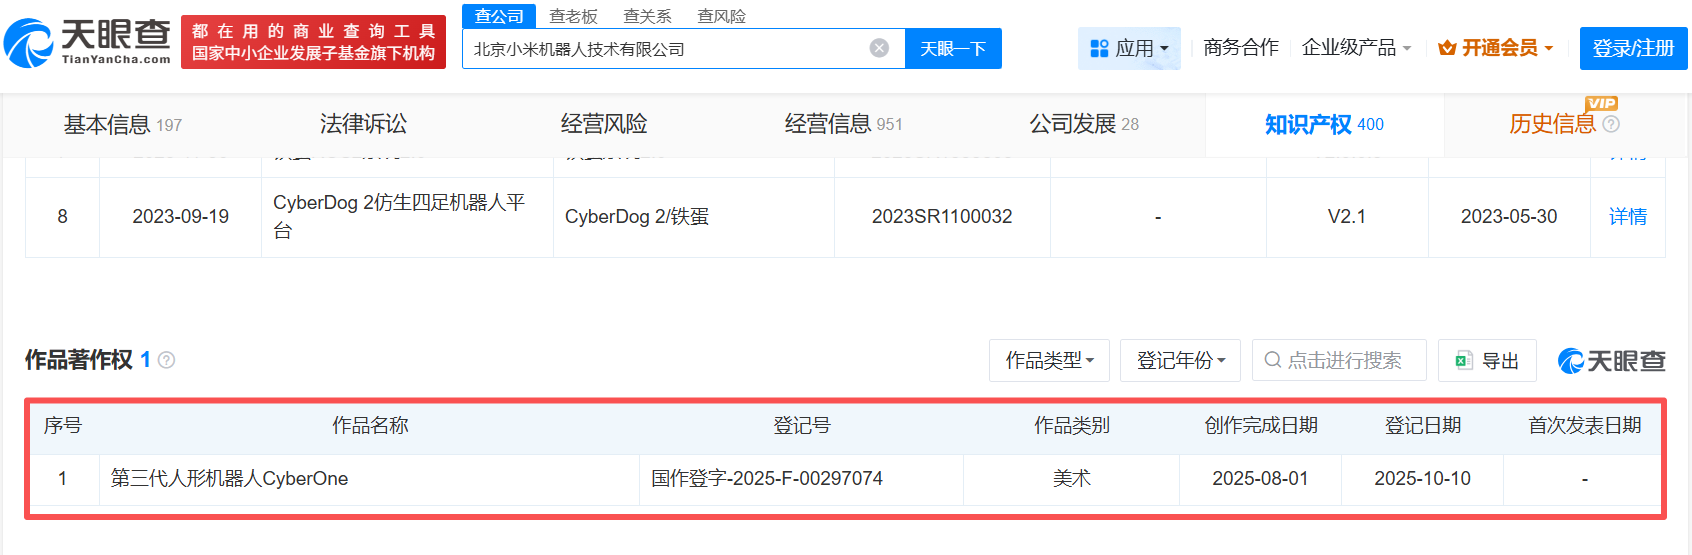 天眼查
TianYanCha.com
都在用的商业查询工具
国家中小企业发展子基金旗下机构
查公司 查老板 查关系 查风险
北京小米机器人技术有限公司
天眼一下
应用
商务合作
企业级产品
开通会员
登录/注册
基本信息 197
法律诉讼
经营风险
经营信息 951
公司发展 28
知识产权 400
历史信息
VIP
8 2023-09-19 CyberDog 2仿生四足机器人平台 CyberDog 2/铁蛋 2023SR1100032 - V2.1 2023-05-30 详情
作品著作权 1
作品类型
登记年份
点击进行搜索
导出
天眼查
序号 作品名称 登记号 作品类别 创作完成日期 登记日期 首次发表日期
1 第三代人形机器人CyberOne 国作登字-2025-F-00297074 美术 2025-08-01 2025-10-10 -